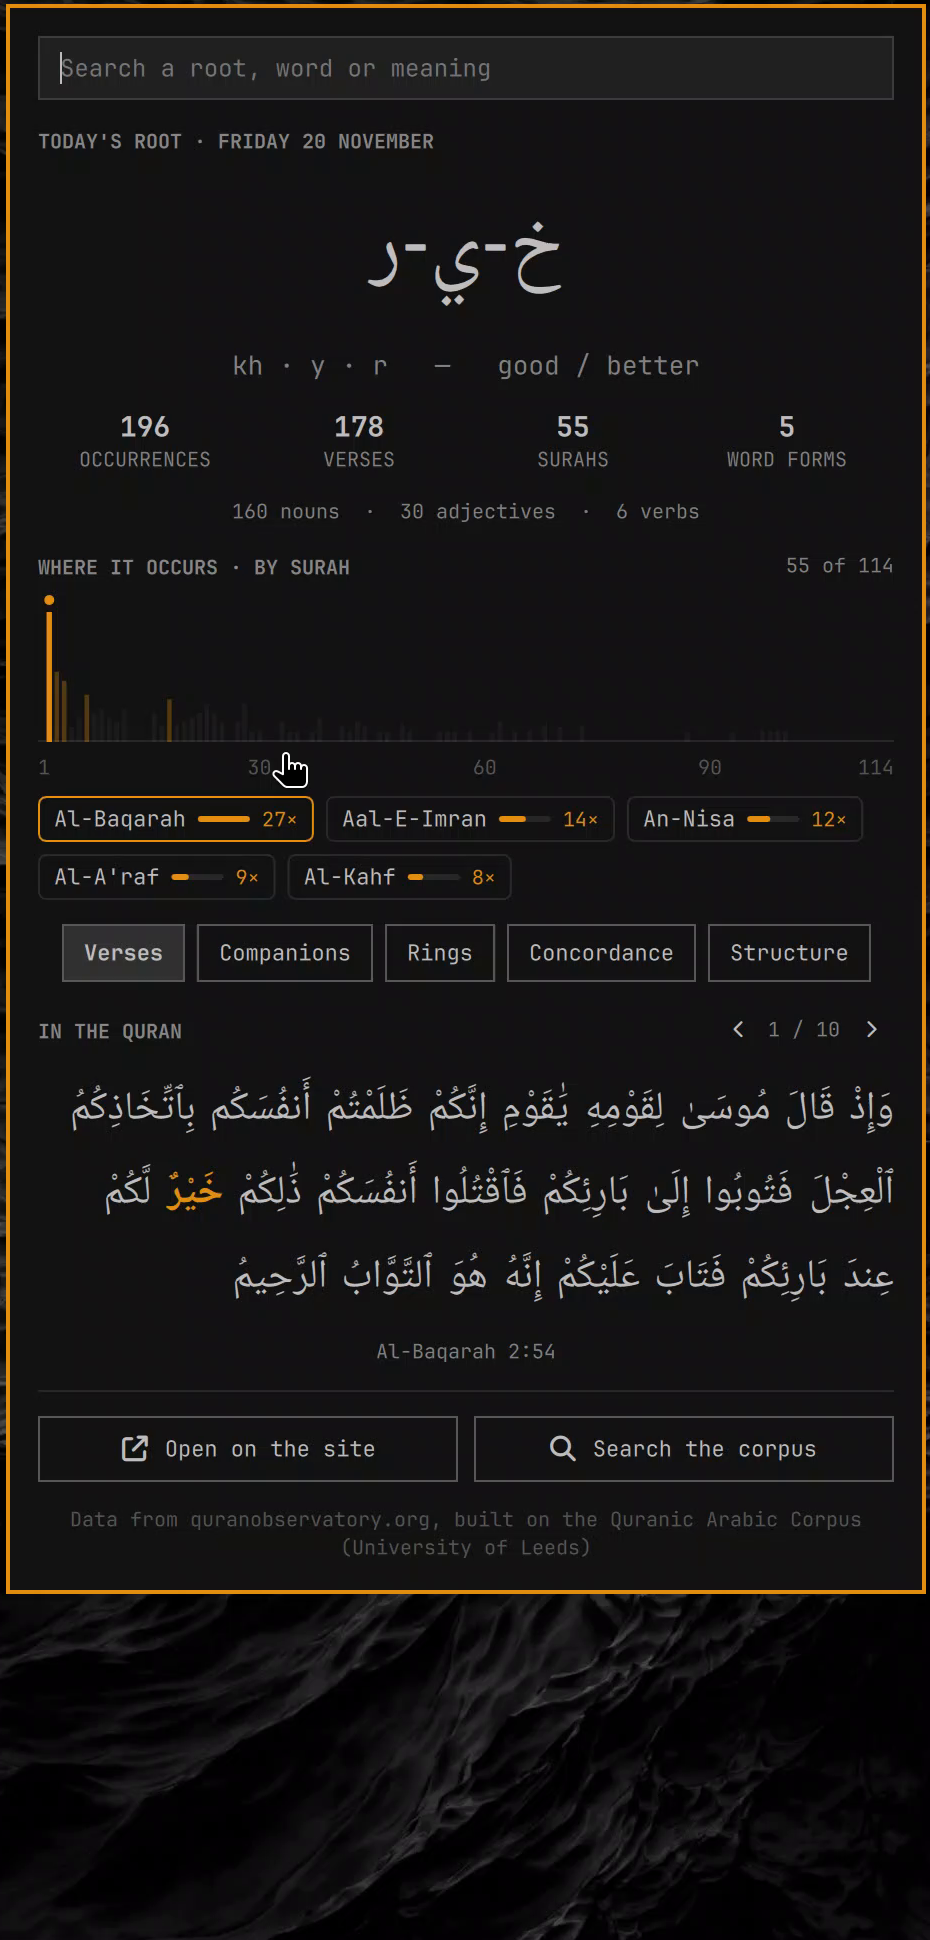 Search a root, word or meaning
TODAY'S ROOT · FRIDAY 20 NOVEMBER
خ-ي-ر
kh · y · r — good / better
196 178 55 5
OCCURRENCES VERSES SURAHS WORD FORMS
160 nouns · 30 adjectives · 6 verbs
WHERE IT OCCURS · BY SURAH 55 of 114
1 30 60 90 114
Al-Baqarah 27× Aal-E-Imran 14× An-Nisa 12×
Al-A'raf 9× Al-Kahf 8×
Verses Companions Rings Concordance Structure
IN THE QURAN 1 / 10
وَإِذْ قَالَ مُوسَىٰ لِقَوْمِهِ يَٰقَوْمِ إِنَّكُمْ ظَلَمْتُمْ أَنفُسَكُم بِٱتِّخَاذِكُمُ
ٱلْعِجْلَ فَتُوبُوا إِلَىٰ بَارِئِكُمْ فَٱقْتُلُوا أَنفُسَكُمْ ذَٰلِكُمْ خَيْرٌ لَّكُمْ
عِندَ بَارِئِكُمْ فَتَابَ عَلَيْكُمْ إِنَّهُ هُوَ ٱلتَّوَّابُ ٱلرَّحِيمُ
Al-Baqarah 2:54
Open on the site Search the corpus
Data from quranobservatory.org, built on the Quranic Arabic Corpus
(University of Leeds)